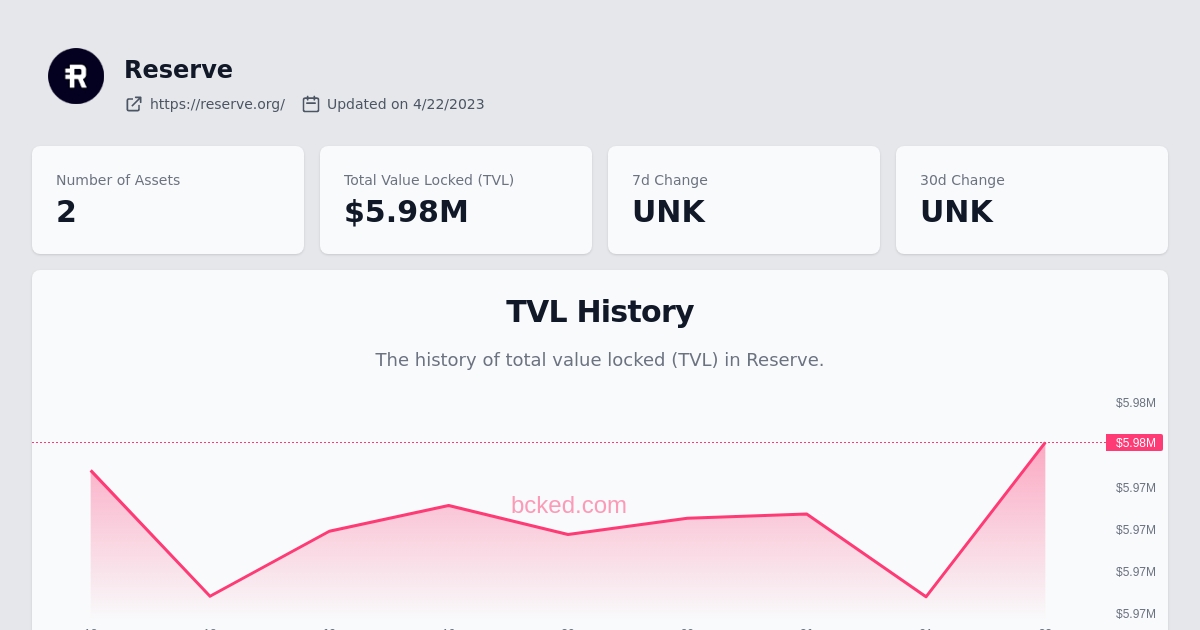 Reserve
https://reserve.org/
Updated on 4/22/2023
Number of Assets
2
Total Value Locked (TVL)
$5.98M
7d Change
UNK
30d Change
UNK
TVL History
The history of total value locked (TVL) in Reserve.
$5.98M
$5.98M
$5.97M
bcked.com
$5.97M
$5.97M
$5.97M